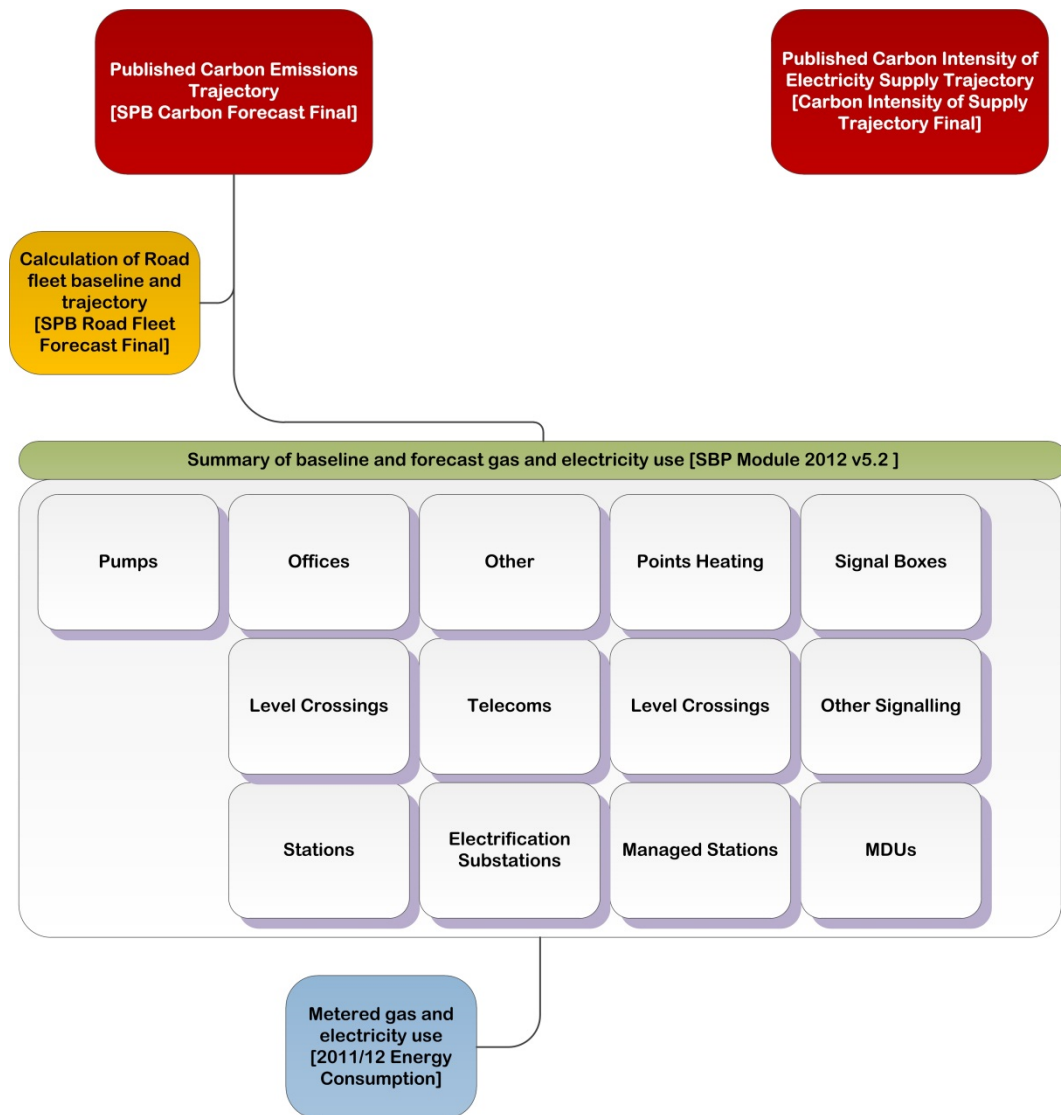 Published Carbon Emissions
Trajectory
[SPB Carbon Forecast Final]
Published Carbon Intensity of
Electricity Supply Trajectory
[Carbon Intensity of Supply
Trajectory Final]
Calculation of Road
fleet baseline and
trajectory
[SPB Road Fleet
Forecast Final]
Summary of baseline and forecast gas and electricity use [SBP Module 2012 v5.2 ]
Pumps
Offices
Other
Points Heating
Signal Boxes
Level Crossings
Telecoms
Level Crossings
Other Signalling
Stations
Electrification
Substations
Managed Stations
MDUs
Metered gas and
electricity use
[2011/12 Energy
Consumption]